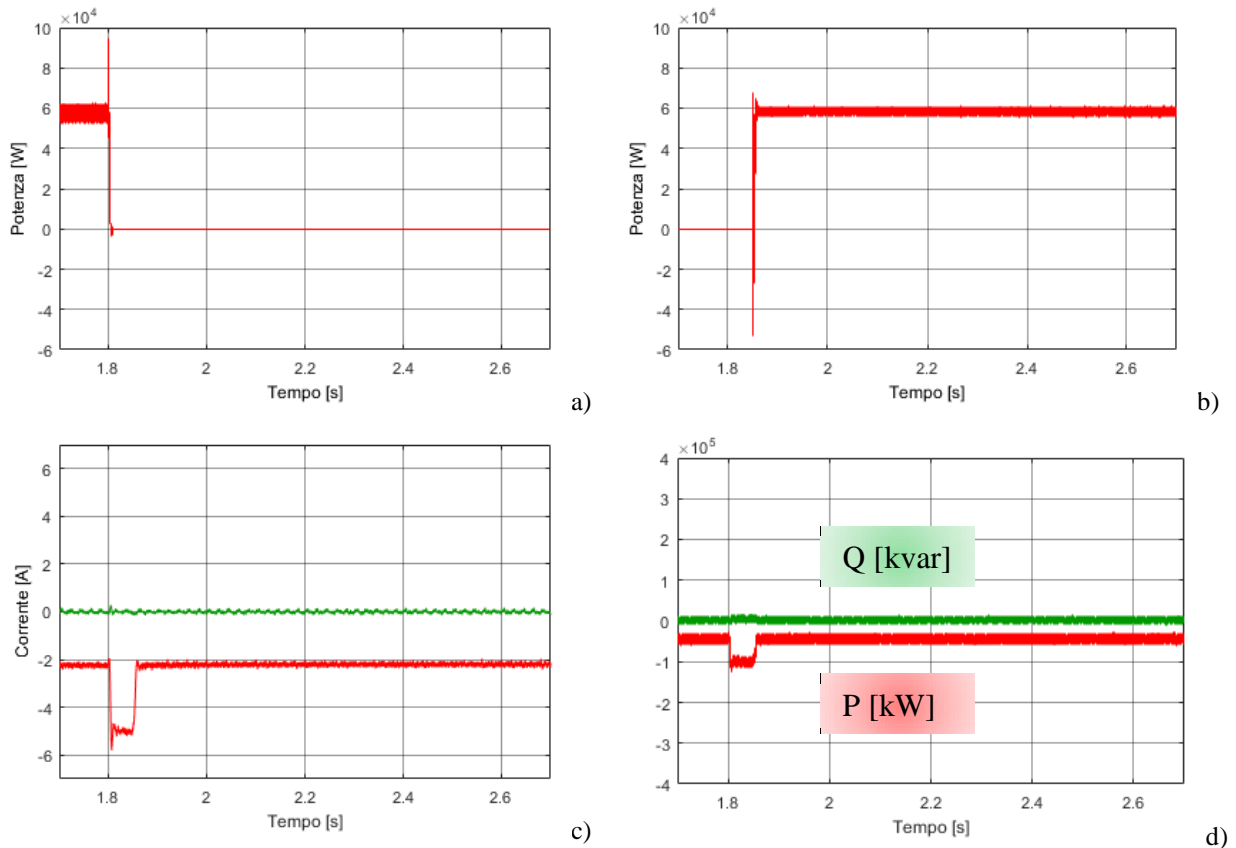 ×10⁴
10
8
6
4
2
0
-2
-4
-6
Potenza [W]
1.8 2 2.2 2.4 2.6
Tempo [s]
a)
×10⁴
10
8
6
4
2
0
-2
-4
-6
Potenza [W]
1.8 2 2.2 2.4 2.6
Tempo [s]
b)
6
4
2
0
-2
-4
-6
Corrente [A]
1.8 2 2.2 2.4 2.6
Tempo [s]
c)
×10⁵
4
3
2
1
0
-1
-2
-3
-4
Q [kvar]
P [kW]
1.8 2 2.2 2.4 2.6
Tempo [s]
d)